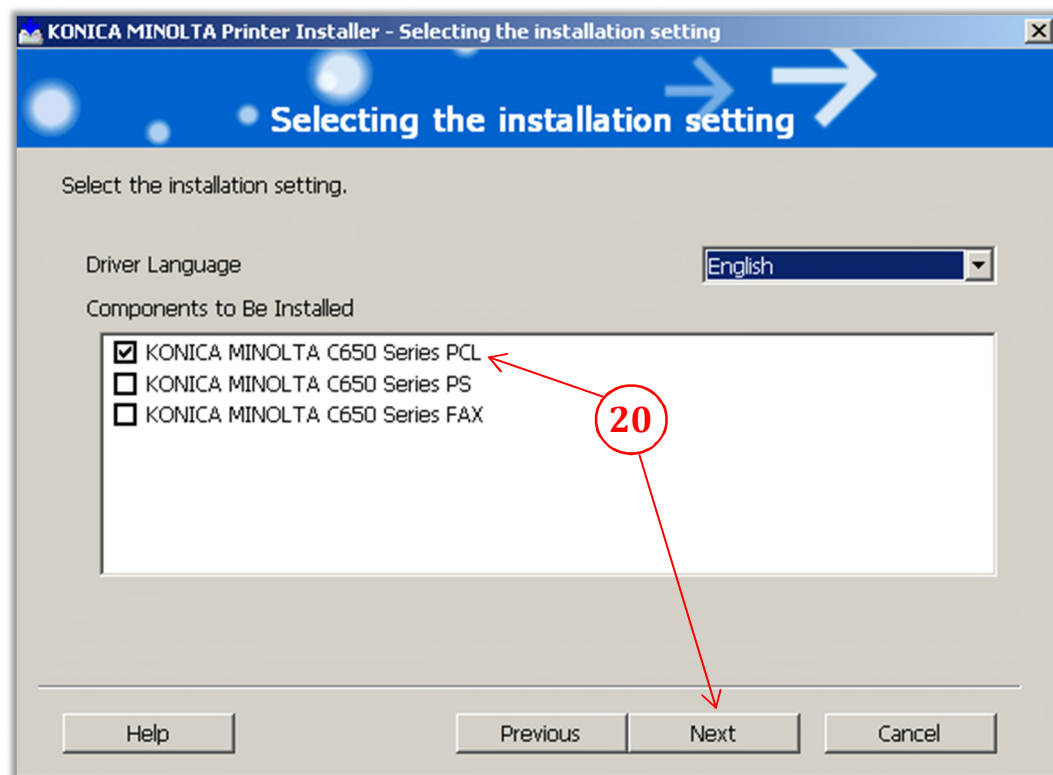 KONICA MINOLTA Printer Installer - Selecting the installation setting
Selecting the installation setting
Select the installation setting.
Driver Language English
Components to Be Installed
KONICA MINOLTA C650 Series PCL
KONICA MINOLTA C650 Series PS
KONICA MINOLTA C650 Series FAX
20
Help Previous Next Cancel